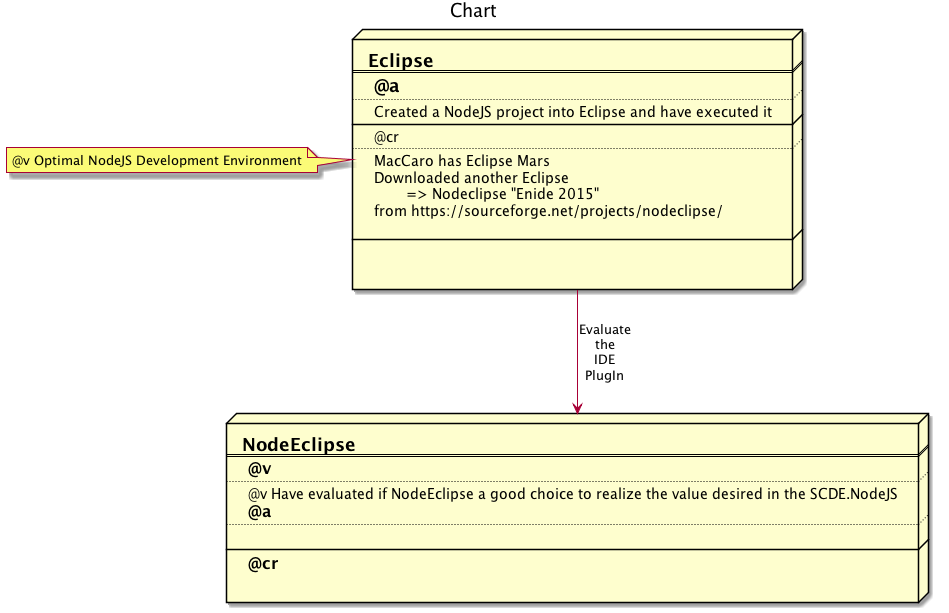 Chart
Eclipse
@a
Created a NodeJS project into Eclipse and have executed it
@cr
@v Optimal NodeJS Development Environment
MacCaro has Eclipse Mars
Downloaded another Eclipse
=> Nodeclipse "Enide 2015"
from https://sourceforge.net/projects/nodeclipse/
Evaluate
the
IDE
PlugIn
NodeEclipse
@v
@v Have evaluated if NodeEclipse a good choice to realize the value desired in the SCDE.NodeJS
@a
@cr